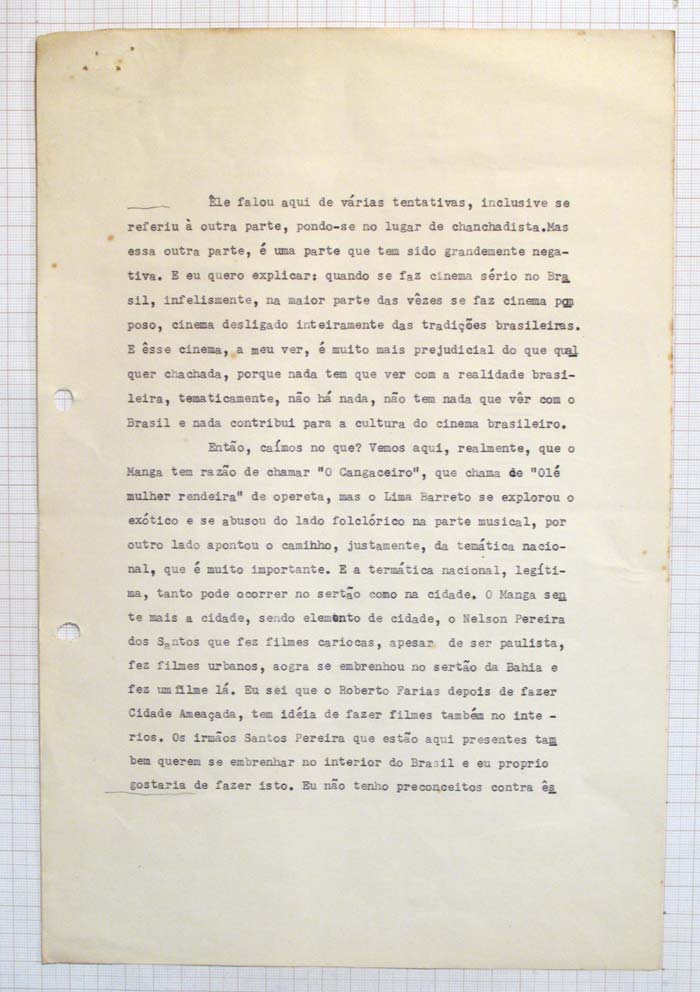 Êle falou aqui de várias tentativas, inclusive se
referiu à outra parte, pondo-se no lugar de chanchadista.Mas
essa outra parte, é uma parte que tem sido grandemente nega-
tiva. E eu quero explicar: quando se faz cinema sério no Bra
sil, infelismente, na maior parte das vêzes se faz cinema pom
poso, cinema desligado inteiramente das tradições brasileiras.
E êsse cinema, a meu ver, é muito mais prejudicial do que qual
quer chachada, porque nada tem que ver com a realidade brasi-
leira, tematicamente, não há nada, não tem nada que vêr com o
Brasil e nada contribui para a cultura do cinema brasileiro.
Então, caímos no que? Vemos aqui, realmente, que o
Manga tem razão de chamar "O Cangaceiro", que chama de "Olé
mulher rendeira" de opereta, mas o Lima Barreto se explorou o
exótico e se abusou do lado folclórico na parte musical, por
outro lado apontou o caminho, justamente, da temática nacio-
nal, que é muito importante. E a termática nacional, legíti-
ma, tanto pode ocorrer no sertão como na cidade. O Manga sen
te mais a cidade, sendo elemento de cidade, o Nelson Pereira
dos Santos que fez filmes cariocas, apesar de ser paulista,
fez filmes urbanos, aogra se embrenhou no sertão da Bahia e
fez um filme lá. Eu sei que o Roberto Farias depois de fazer
Cidade Ameaçada, tem idéia de fazer filmes também no inte -
rios. Os irmãos Santos Pereira que estão aqui presentes tam
bem querem se embrenhar no interior do Brasil e eu proprio
gostaria de fazer isto. Eu não tenho preconceitos contra ês